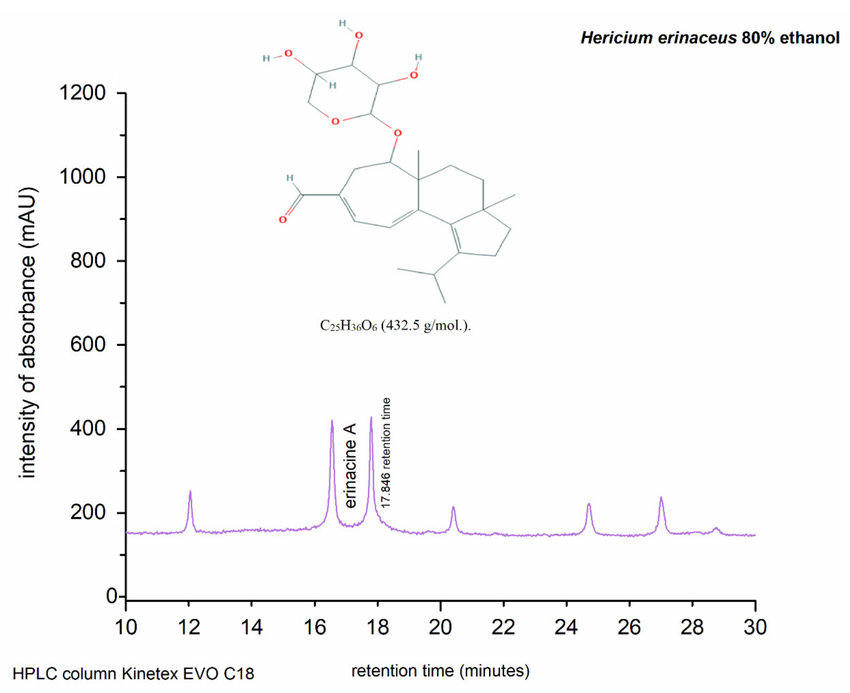 Hericium erinaceus 80% ethanol
H
O
H
O
H
O
H
O
O
H
O
C25H36O6 (432.5 g/mol.).
intensity of absorbance (mAU)
1200
1000
800
600
400
200
0
erinacine A
17.846 retention time
10 12 14 16 18 20 22 24 26 28 30
retention time (minutes)
HPLC column Kinetex EVO C18